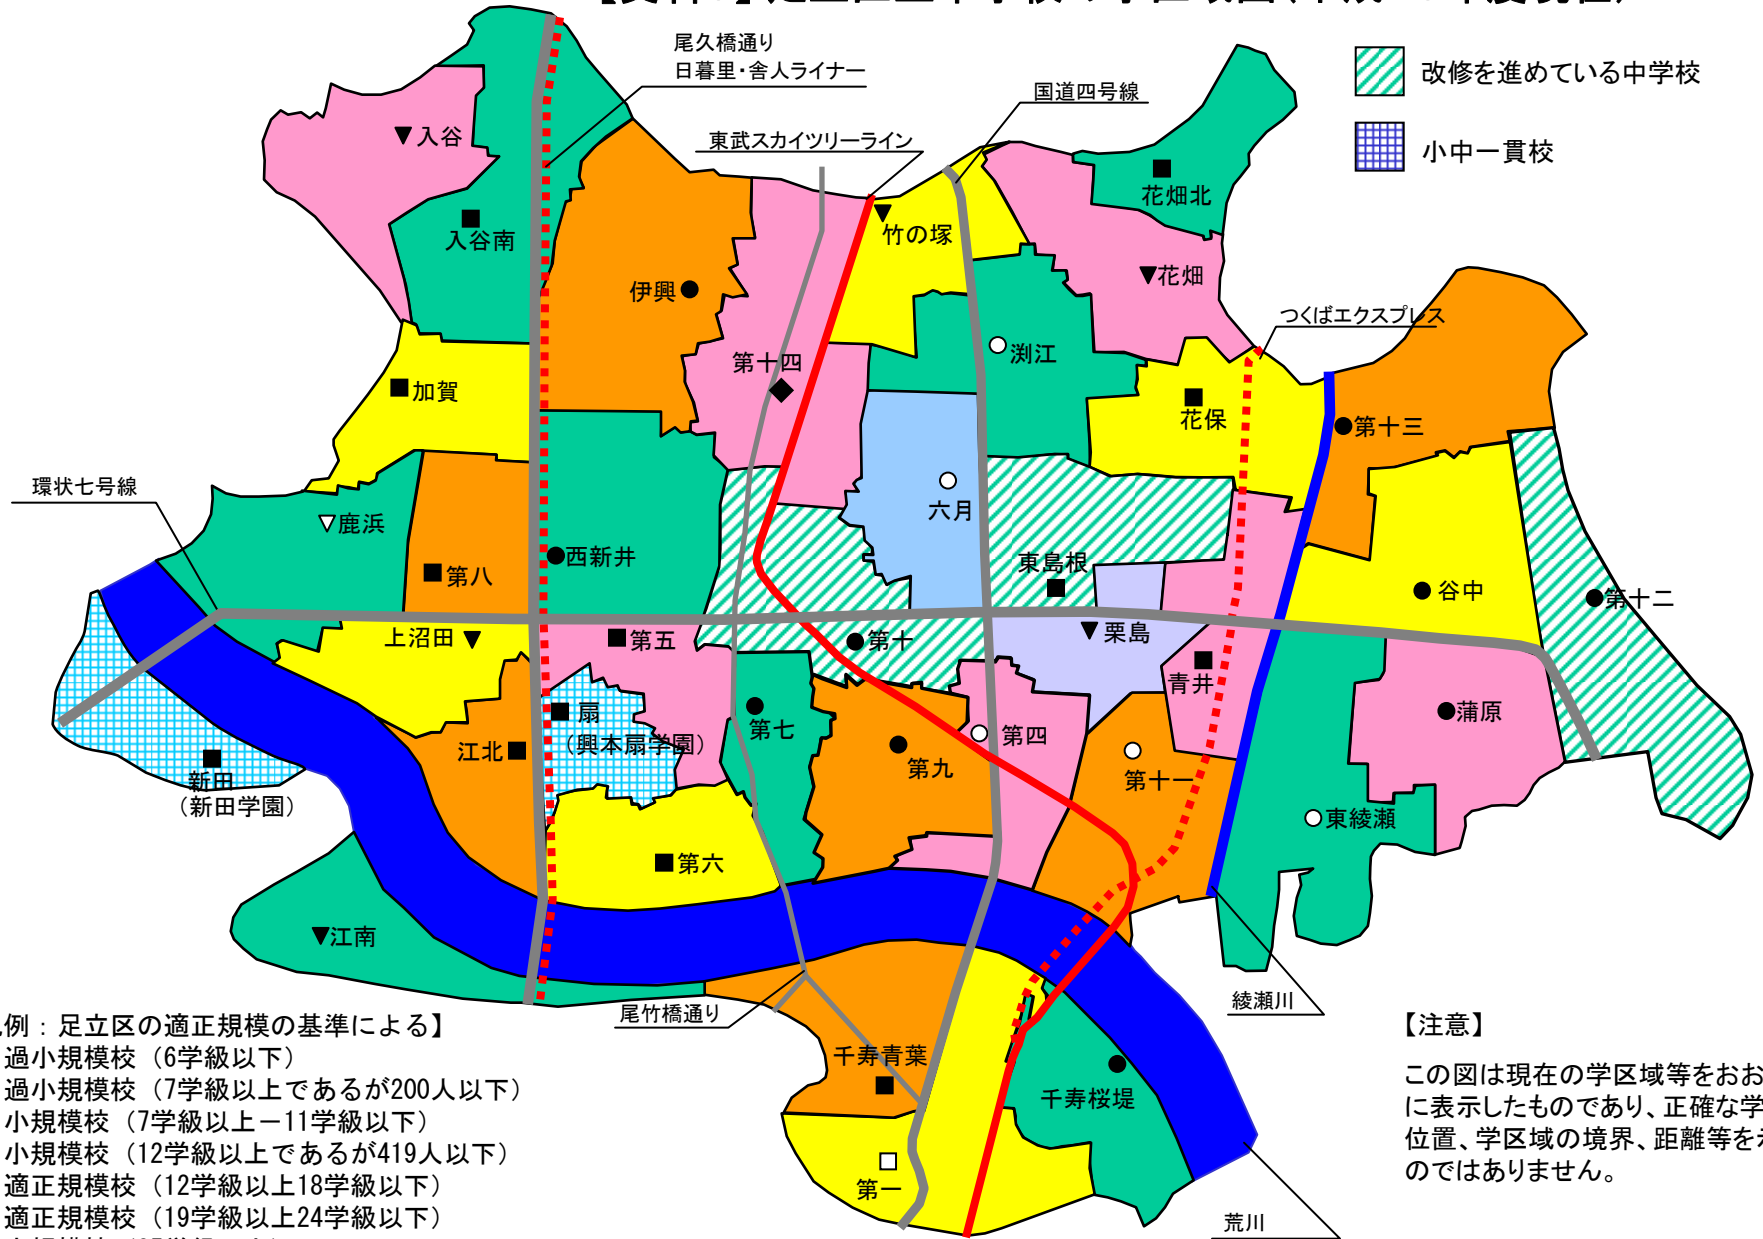 尾久橋通り
日暮里・舎人ライナー
国道四号線
東武スカイツリーライン
改修を進めている中学校
小中一貫校
入谷
入谷南
花畑北
竹の塚
花畑
伊興
つくばエクスプレス
渕江
第十四
加賀
花保
第十三
環状七号線
鹿浜
六月
西新井
第八
東島根
谷中
第十二
上沼田
第五
第十
栗島
青井
扇
(興本扇学園)
第七
第四
蒲原
江北
第九
第十一
新田
(新田学園)
東綾瀬
第六
江南
綾瀬川
尾竹橋通り
千寿青葉
千寿桜堤
第一
荒川
例：足立区の適正規模の基準による】
過小規模校（6学級以下）
過小規模校（7学級以上であるが200人以下）
小規模校（7学級以上－11学級以下）
小規模校（12学級以上であるが419人以下）
適正規模校（12学級以上18学級以下）
適正規模校（19学級以上24学級以下）
【注意】
この図は現在の学区域等をおお
に表示したものであり、正確な学
位置、学区域の境界、距離等を
のではありません。